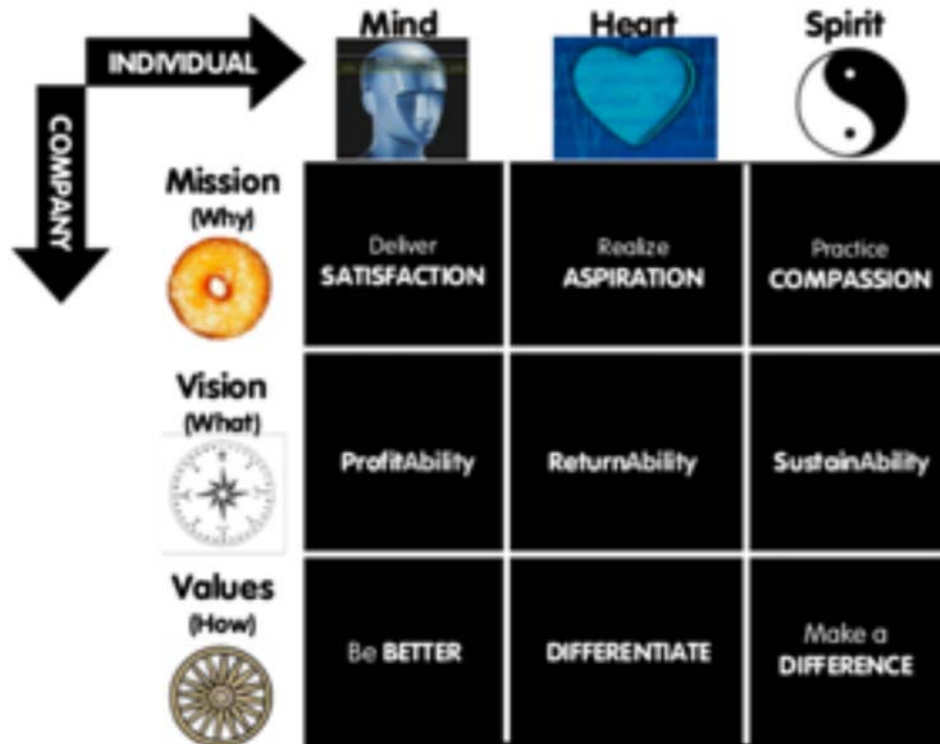 Mind Heart Spirit
INDIVIDUAL
COMPANY
Mission
(Why)
Deliver
SATISFACTION
Realize
ASPIRATION
Practice
COMPASSION
Vision
(What)
ProfitAbility
ReturnAbility
SustainAbility
Values
(How)
Be BETTER
DIFFERENTIATE
Make a
DIFFERENCE